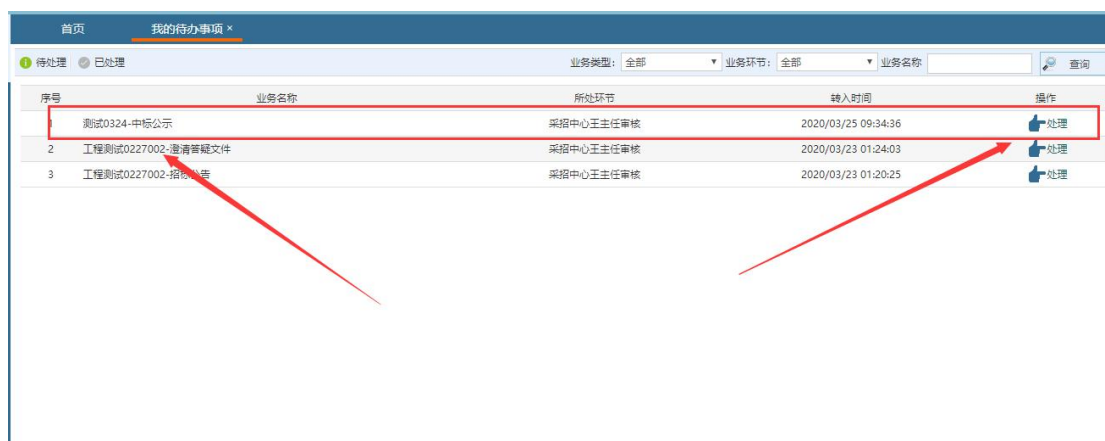 首页 我的待办事项 ×
待处理 已处理 业务类型: 全部 业务环节: 全部 业务名称 查询
序号 业务名称 所处环节 转入时间 操作
1 测试0324-中标公示 采招中心王主任审核 2020/03/25 09:34:36 处理
2 工程测试0227002-澄清答疑文件 采招中心王主任审核 2020/03/23 01:24:03 处理
3 工程测试0227002-招标公告 采招中心王主任审核 2020/03/23 01:20:25 处理